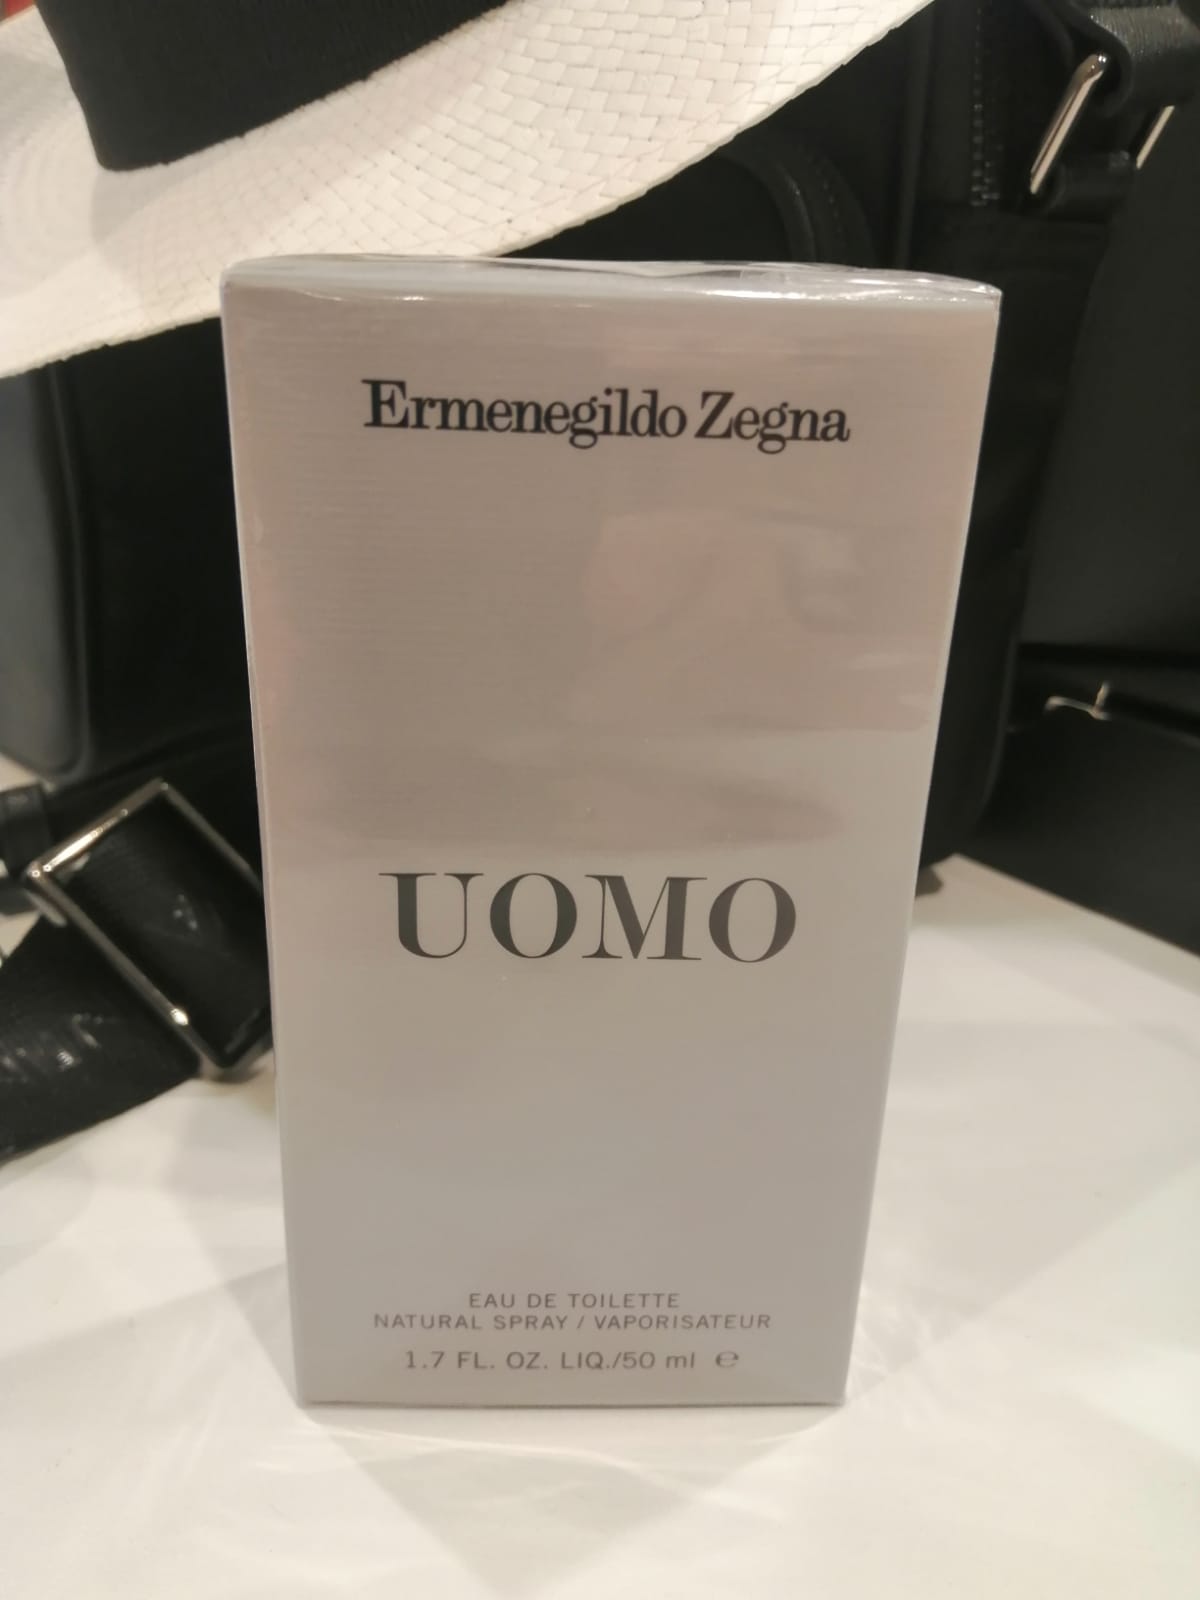 Ermenegildo Zegna
UOMO
EAU DE TOILETTE
NATURAL SPRAY / VAPORISATEUR
1.7 FL. OZ. LIQ./50 ml ℮